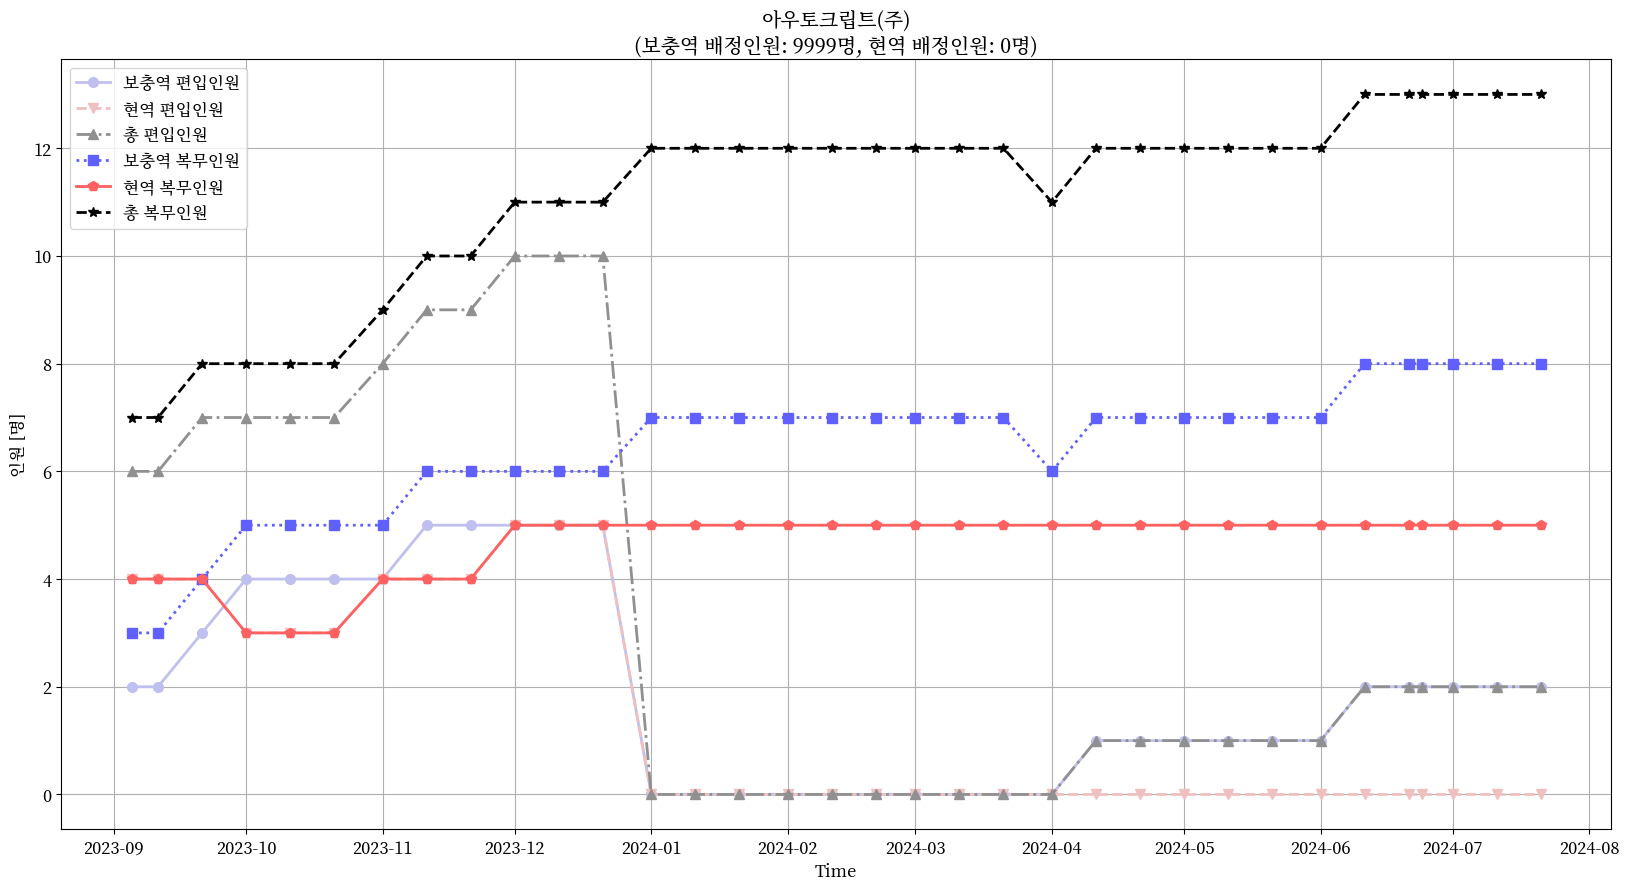 아우토크립트(주)
(보충역 배정인원: 9999명, 현역 배정인원: 0명)
보충역 편입인원
현역 편입인원
총 편입인원
보충역 복무인원
현역 복무인원
총 복무인원
인원 [명]
12
10
8
6
4
2
0
2023-09 2023-10 2023-11 2023-12 2024-01 2024-02 2024-03 2024-04 2024-05 2024-06 2024-07 2024-08
Time